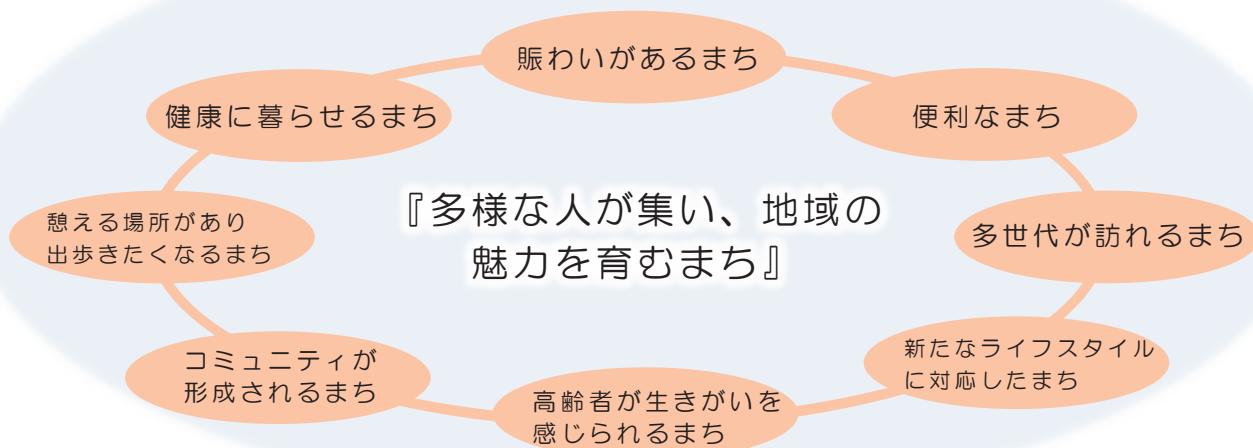 賑わいがあるまち
健康に暮らせるまち
便利なまち
『多様な人が集い、地域の
魅力を育むまち』
憩える場所があり
出歩きたくなるまち
多世代が訪れるまち
コミュニティが
形成されるまち
新たなライフスタイル
に対応したまち
高齢者が生きがいを
感じられるまち